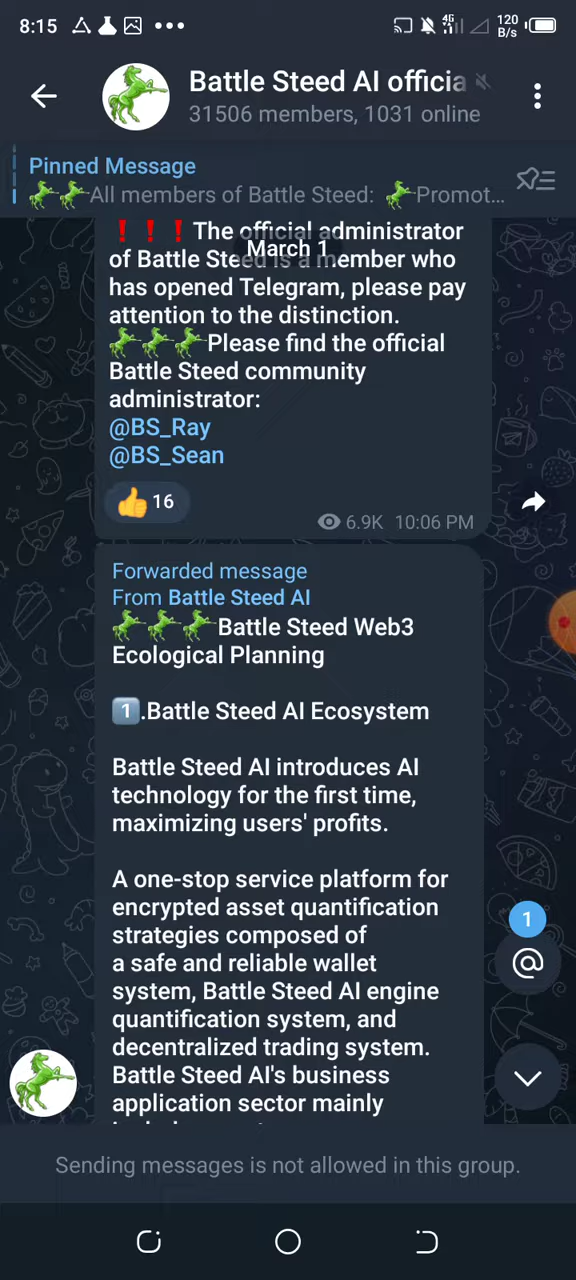 8:15
4G
120
B/s
Battle Steed AI officia
31506 members, 1031 online
Pinned Message
🐎🐎All members of Battle Steed: 🐎Promot...
❗❗❗The official administrator
March 1
of Battle Steed is a member who
has opened Telegram, please pay
attention to the distinction.
🐎🐎🐎Please find the official
Battle Steed community
administrator:
@BS_Ray
@BS_Sean
👍 16
6.9K 10:06 PM
Forwarded message
From Battle Steed AI
🐎🐎🐎Battle Steed Web3
Ecological Planning
1️⃣.Battle Steed AI Ecosystem
Battle Steed AI introduces AI
technology for the first time,
maximizing users' profits.
A one-stop service platform for
encrypted asset quantification
strategies composed of
a safe and reliable wallet
system, Battle Steed AI engine
quantification system, and
decentralized trading system.
Battle Steed AI's business
application sector mainly
1
@
Sending messages is not allowed in this group.